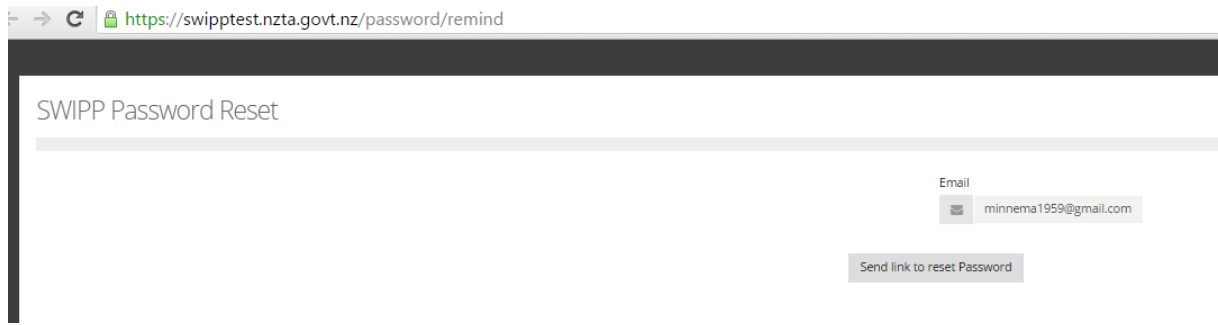 https://swipptest.nzta.govt.nz/password/remind
SWIPP Password Reset
Email
minnema1959@gmail.com
Send link to reset Password